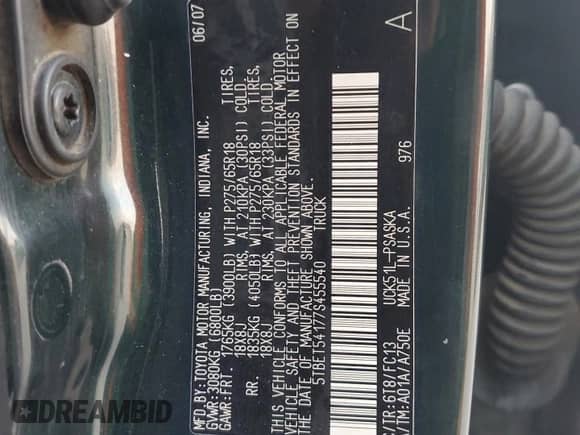 MFD. BY:TOYOTA MOTOR MANUFACTURING, INDIANA, INC. 06/07
GVWR:3080KG (6800LB)
GAWR:FRT. 1765KG (3900LB) WITH P275/65R18 TIRES,
18X8J RIMS, AT 210KPA (30PSI) COLD.
RR. 1835KG (4050LB) WITH P275/65R18 TIRES,
18X8J RIMS, AT 230KPA (33PSI) COLD.
THIS VEHICLE CONFORMS TO ALL APPLICABLE FEDERAL MOTOR
VEHICLE SAFETY AND THEFT PREVENTION STANDARDS IN EFFECT ON
THE DATE OF MANUFACTURE SHOWN ABOVE.
5TBET54177S455540 TRUCK
C/TR:6T8/FC13 UCK51L-PSASKA
/TM:A01A/A750E MADE IN U.S.A.
976
A
DREAMBID